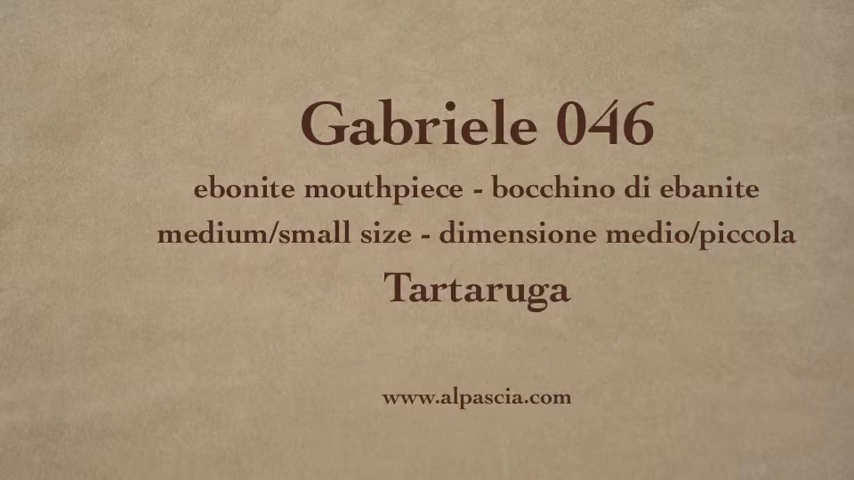 Gabriele 046
ebonite mouthpiece - bocchino di ebanite
medium/small size - dimensione medio/piccola
Tartaruga
www.alpascia.com